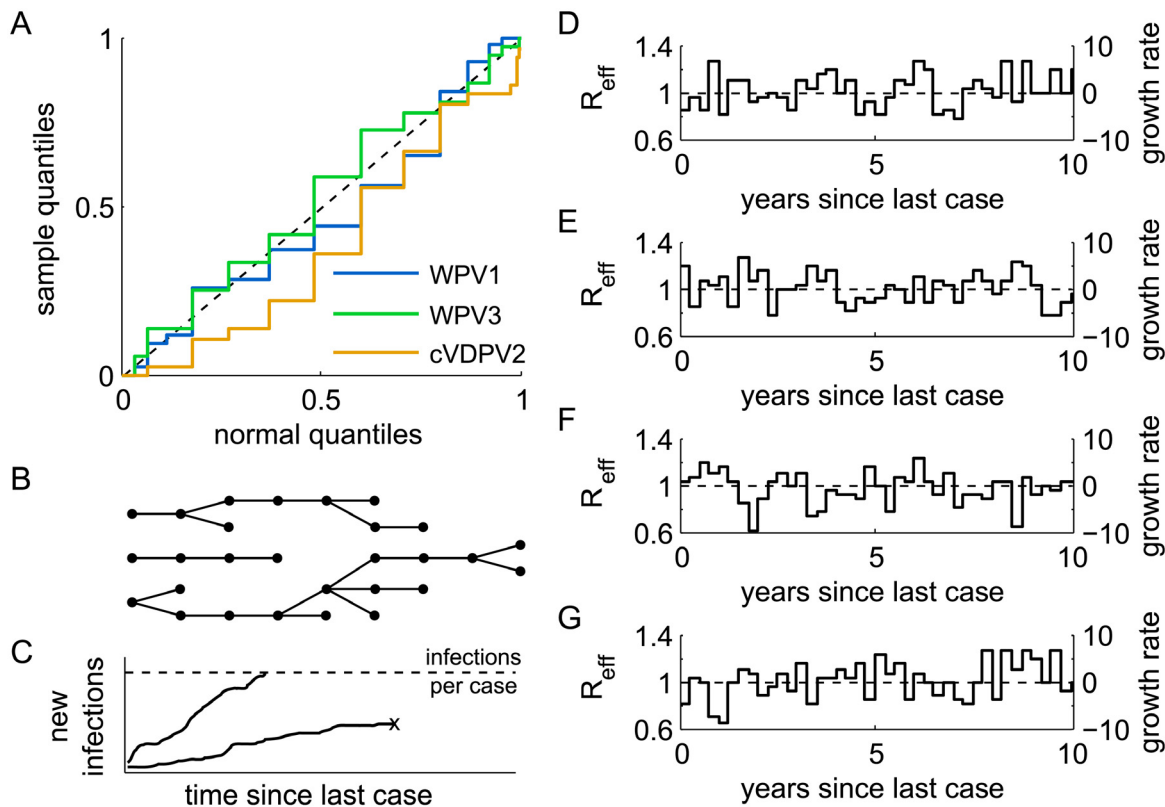 A
sample quantiles
1
0.5
0
0
0.5
1
normal quantiles
WPV1
WPV3
cVDPV2
B
C
new
infections
infections
per case
x
time since last case
D
R_eff
1.4
1
0.6
10
0
−10
growth rate
0
5
10
years since last case
E
R_eff
1.4
1
0.6
10
0
−10
growth rate
0
5
10
years since last case
F
R_eff
1.4
1
0.6
10
0
−10
growth rate
0
5
10
years since last case
G
R_eff
1.4
1
0.6
10
0
−10
growth rate
0
5
10
years since last case